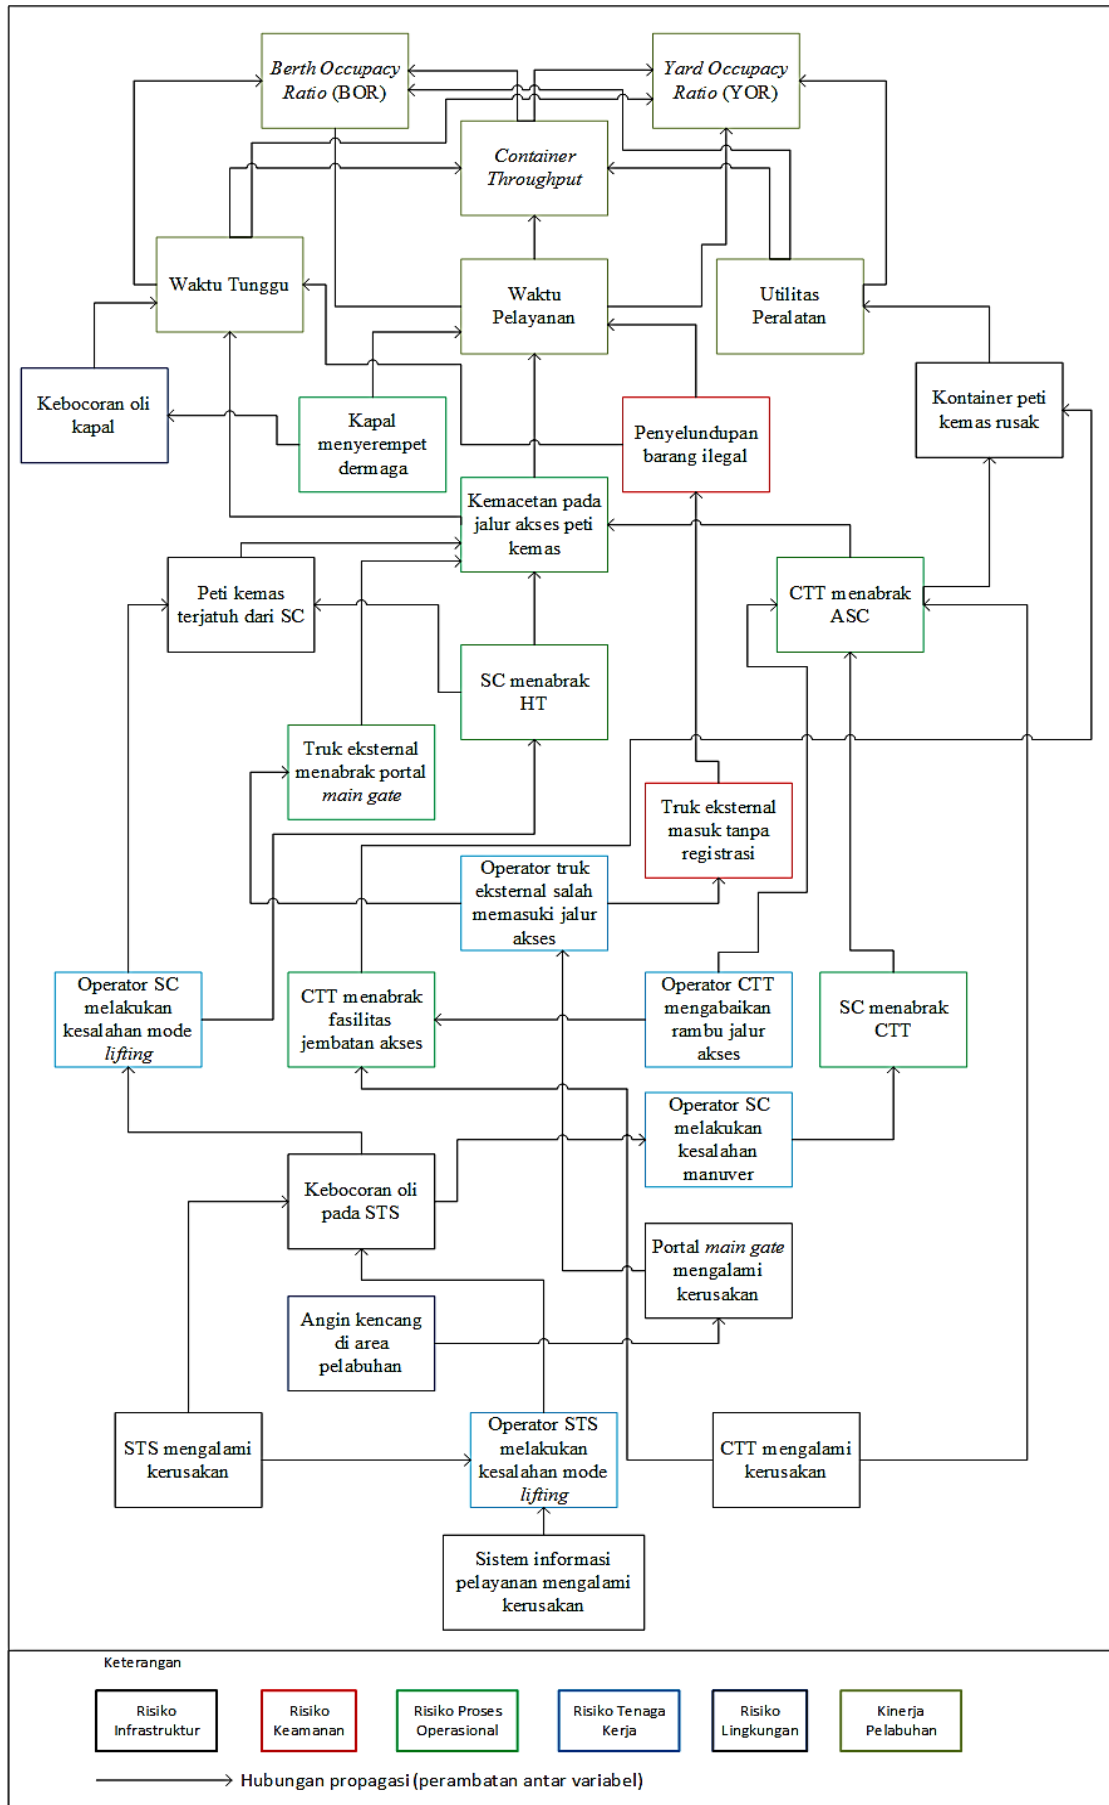 Berth Occupancy
Ratio (BOR)
Yard Occupancy
Ratio (YOR)
Container
Throughput
Waktu Tunggu
Waktu
Pelayanan
Utilitas
Peralatan
Kebocoran oli
kapal
Kapal
menyerempet
dermaga
Penyelundupan
barang ilegal
Kontainer peti
kemas rusak
Kemacetan pada
jalur akses peti
kemas
Peti kemas
terjatuh dari SC
CTT menabrak
ASC
SC menabrak
HT
Truk eksternal
menabrak portal
main gate
Truk eksternal
masuk tanpa
registrasi
Operator truk
eksternal salah
memasuki jalur
akses
Operator SC
melakukan
kesalahan mode
lifting
CTT menabrak
fasilitas
jembatan akses
Operator CTT
mengabaikan
rambu jalur
akses
SC menabrak
CTT
Operator SC
melakukan
kesalahan
manuver
Kebocoran oli
pada STS
Portal main gate
mengalami
kerusakan
Angin kencang
di area
pelabuhan
STS mengalami
kerusakan
Operator STS
melakukan
kesalahan mode
lifting
CTT mengalami
kerusakan
Sistem informasi
pelayanan mengalami
kerusakan
Keterangan
Risiko
Infrastruktur
Risiko
Keamanan
Risiko Proses
Operasional
Risiko Tenaga
Kerja
Risiko
Lingkungan
Kinerja
Pelabuhan
Hubungan propagasi (perambatan antar variabel)